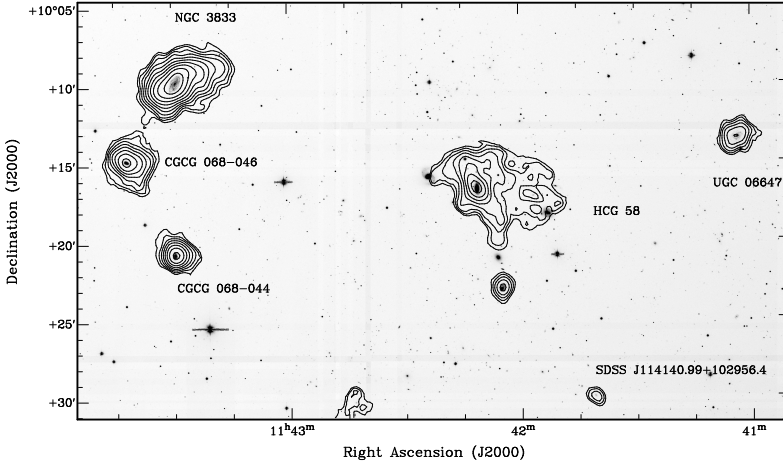 NGC 3833
+10°05′
10′
CGCG 068-046
+15′
UGC 06647
HCG 58
+20′
CGCG 068-044
+25′
SDSS J114140.99+102956.4
+30′
11h43m
42m
41m
Right Ascension (J2000)
Declination (J2000)